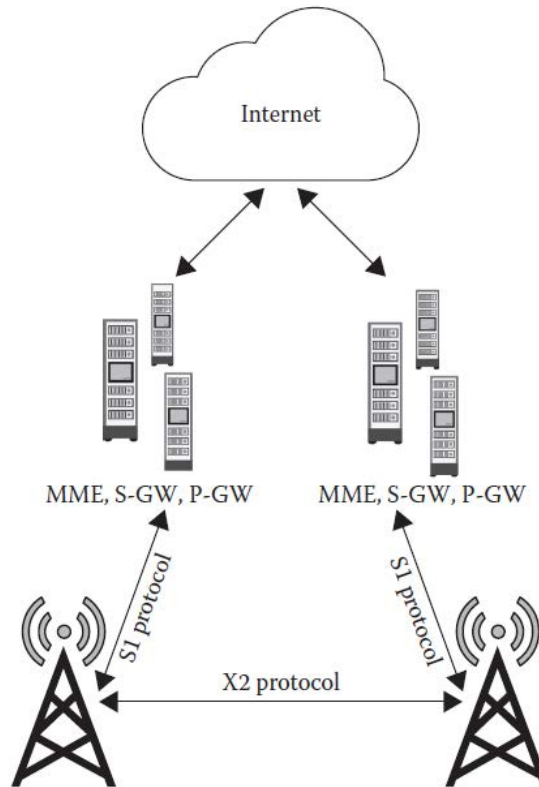 Internet
MME, S-GW, P-GW
MME, S-GW, P-GW
S1 protocol
S1 protocol
X2 protocol